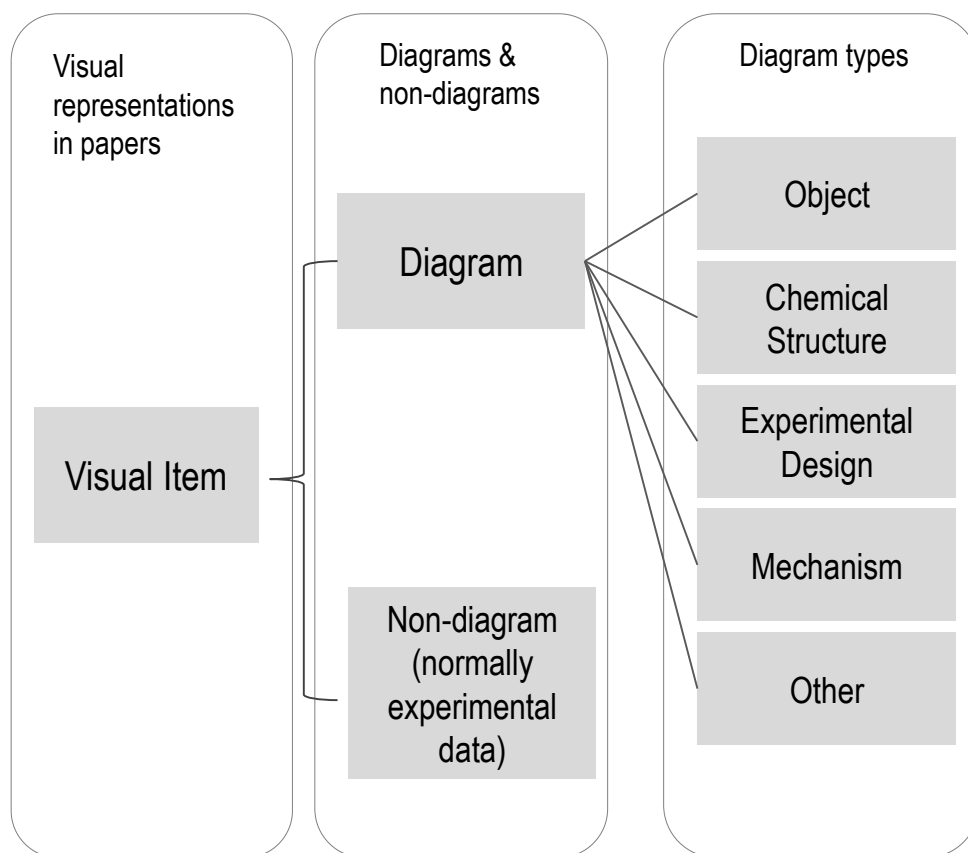 Visual
representations
in papers
Visual Item
Diagrams &
non-diagrams
Diagram
Non-diagram
(normally
experimental
data)
Diagram types
Object
Chemical
Structure
Experimental
Design
Mechanism
Other